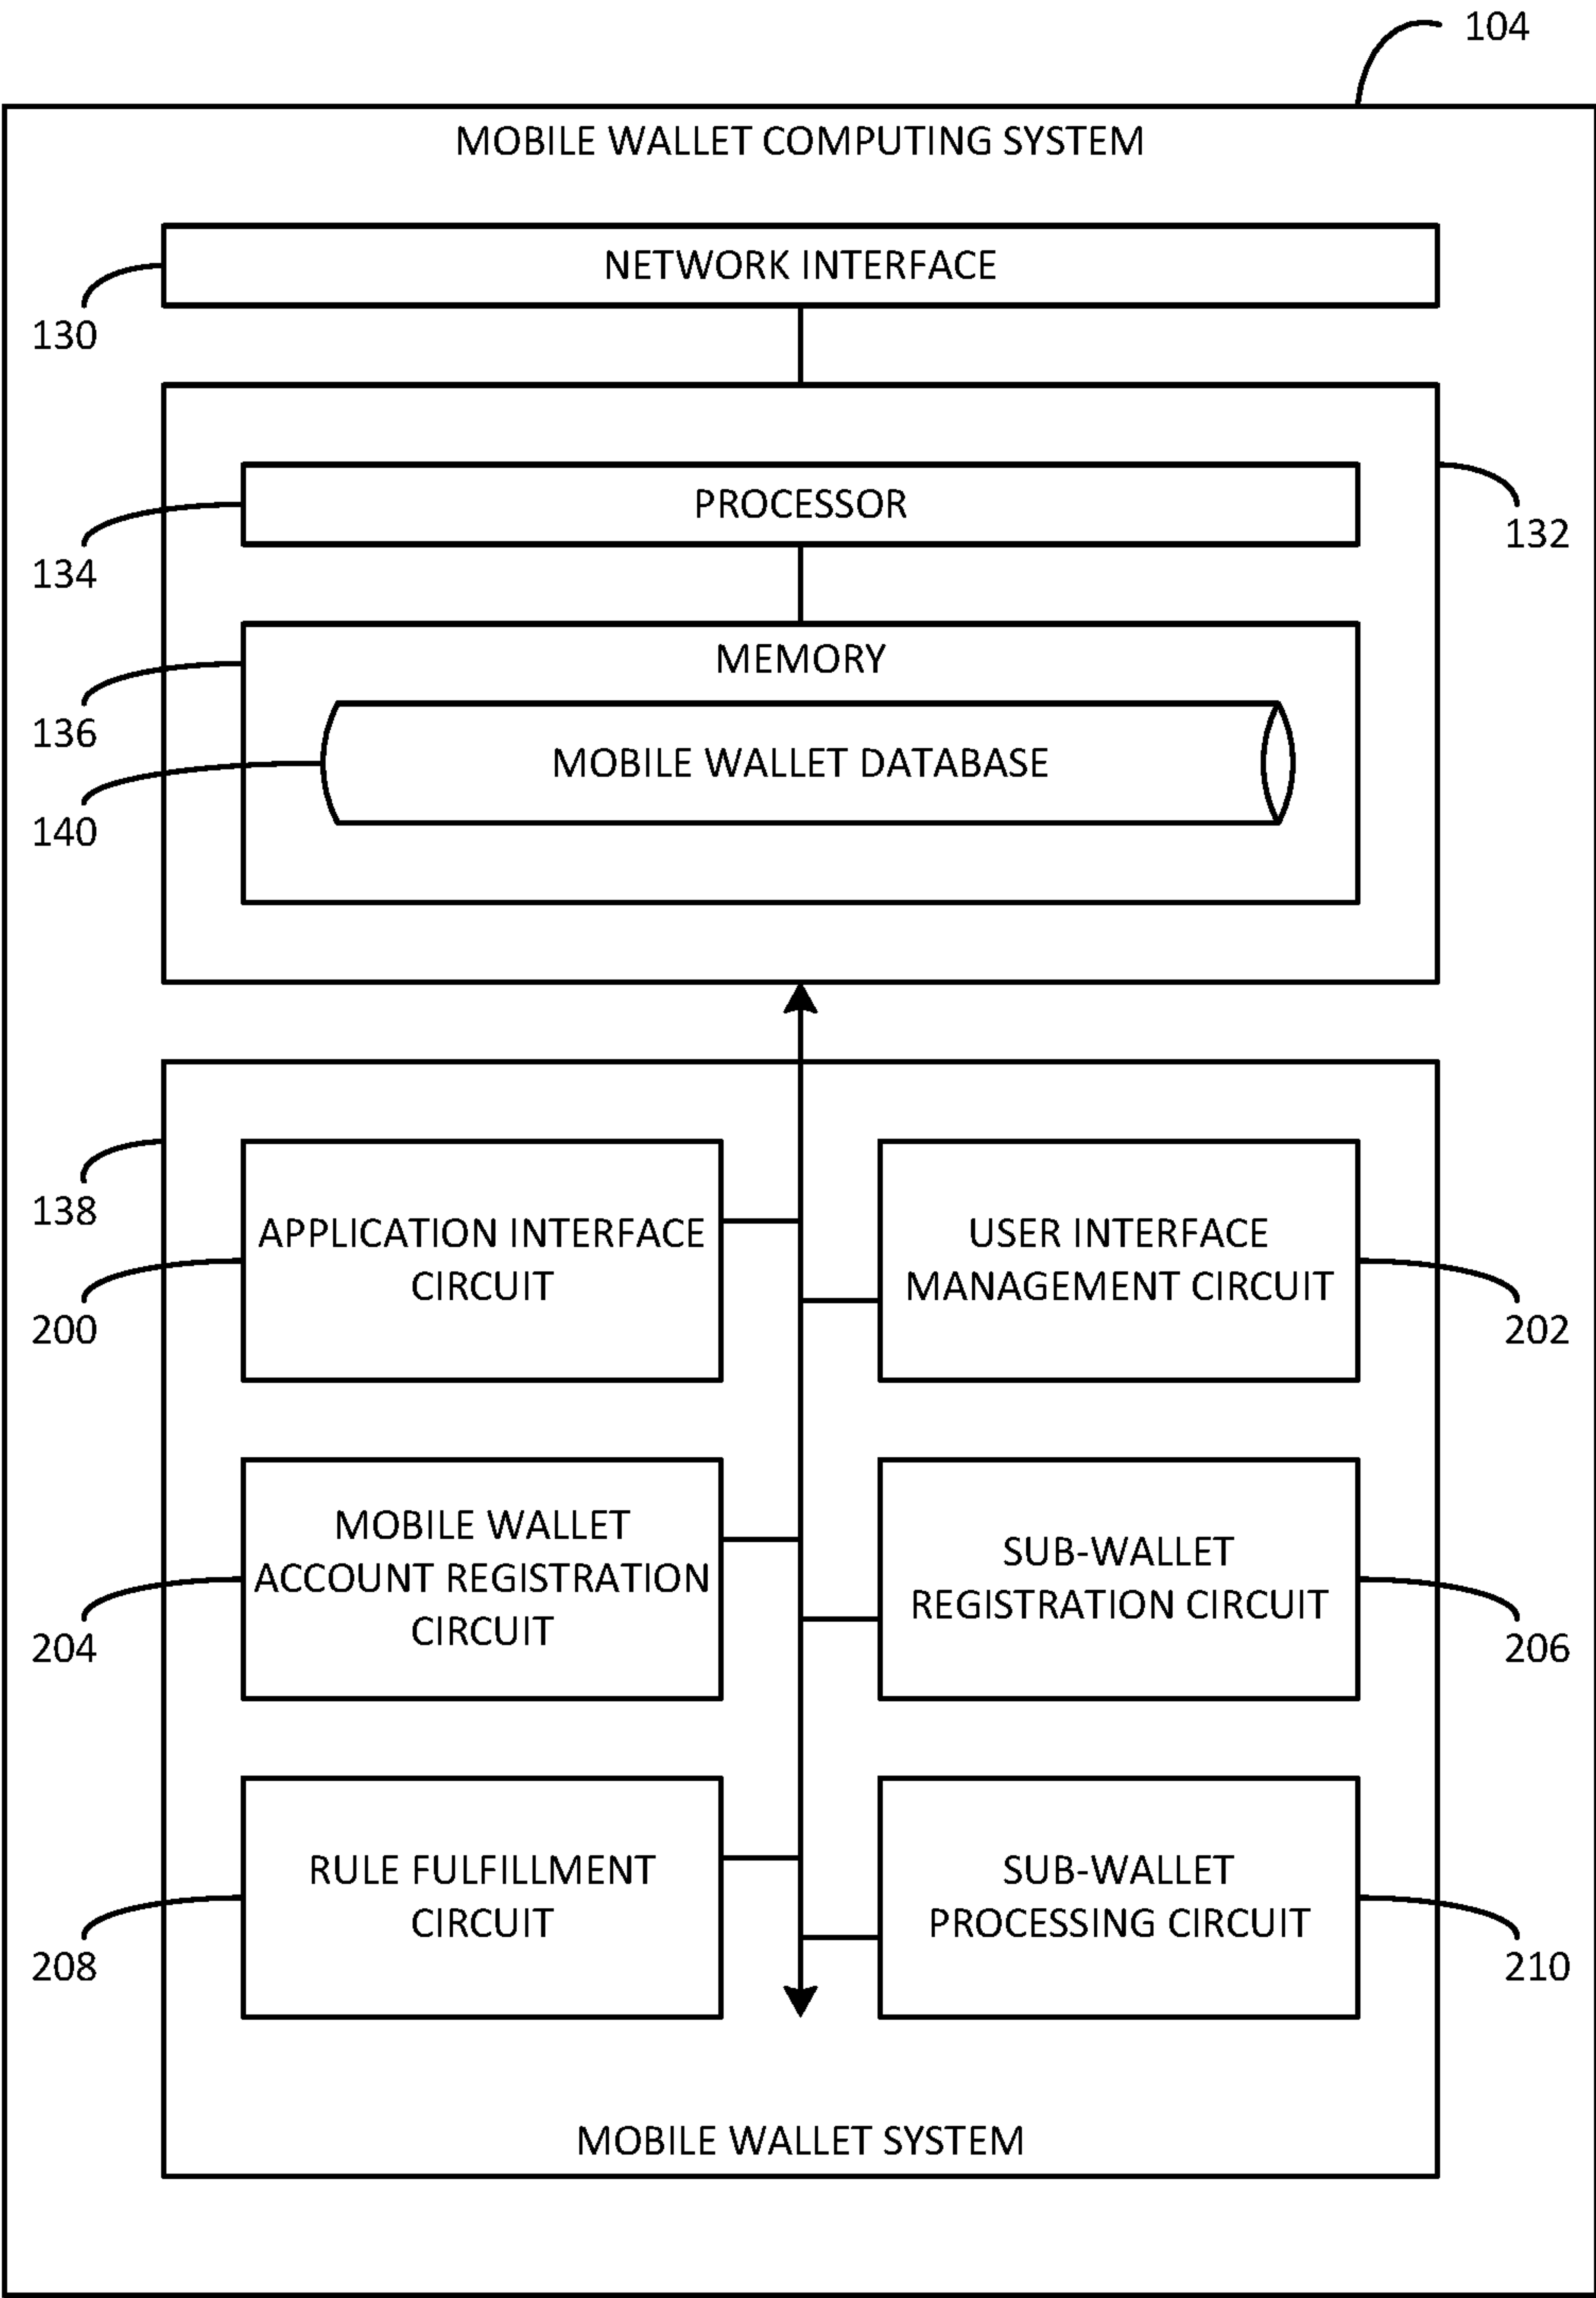 104
MOBILE WALLET COMPUTING SYSTEM
NETWORK INTERFACE
130
PROCESSOR
134
132
MEMORY
136
MOBILE WALLET DATABASE
140
138
APPLICATION INTERFACE
CIRCUIT
200
USER INTERFACE
MANAGEMENT CIRCUIT
202
MOBILE WALLET
ACCOUNT REGISTRATION
CIRCUIT
204
SUB-WALLET
REGISTRATION CIRCUIT
206
RULE FULFILLMENT
CIRCUIT
208
SUB-WALLET
PROCESSING CIRCUIT
210
MOBILE WALLET SYSTEM